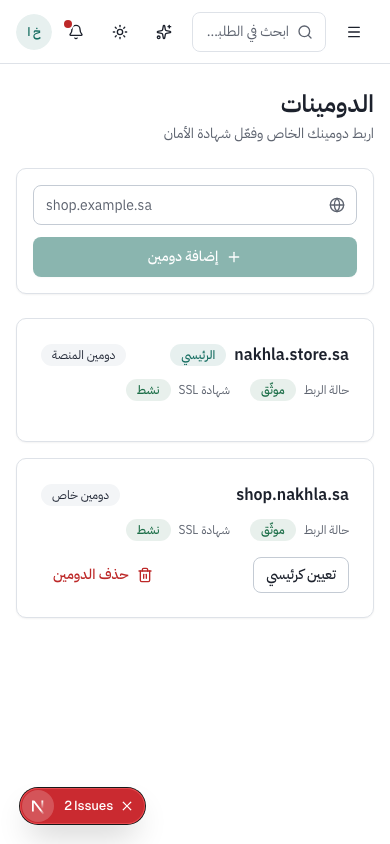 ابحث في الطلبـ...
خ ا
الدومينات
اربط دومينك الخاص وفعّل شهادة الأمان
shop.example.sa
إضافة دومين
nakhla.store.sa الرئيسي دومين المنصة
حالة الربط موثّق شهادة SSL نشط
shop.nakhla.sa دومين خاص
حالة الربط موثّق شهادة SSL نشط
تعيين كرئيسي حذف الدومين
N 2 Issues